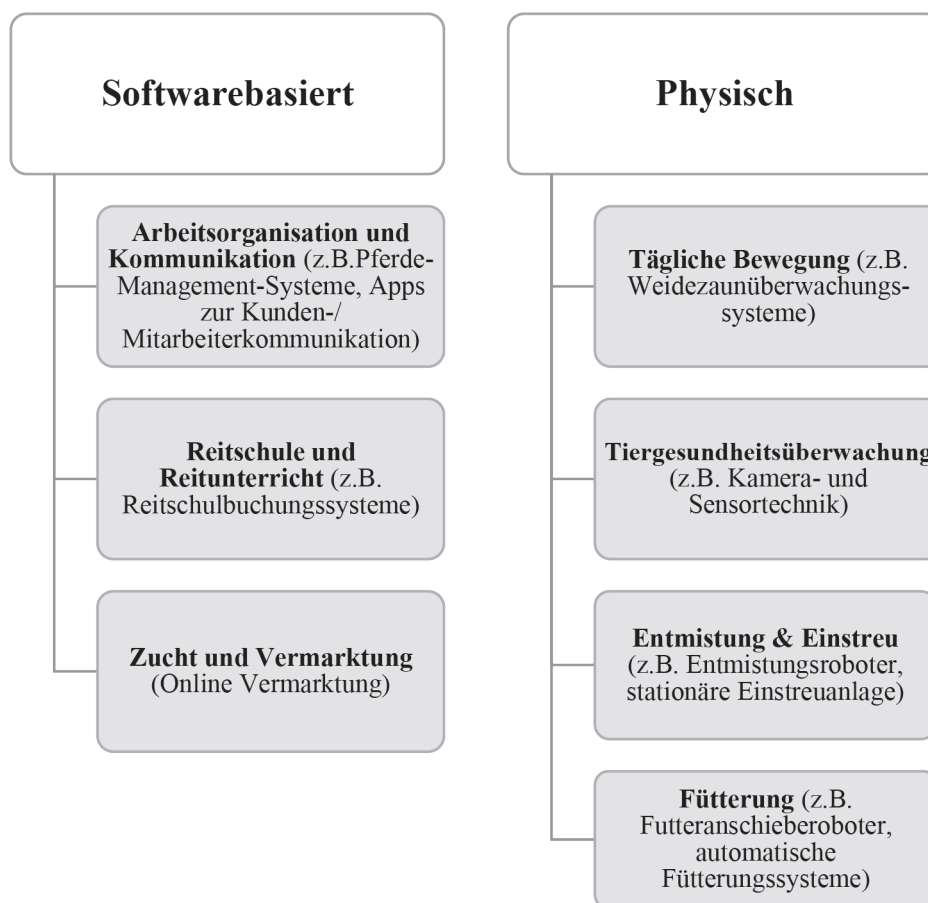 Softwarebasiert
Arbeitsorganisation und
Kommunikation (z.B.Pferde-
Management-Systeme, Apps
zur Kunden-/
Mitarbeiterkommunikation)
Reitschule und
Reitunterricht (z.B.
Reitschulbuchungssysteme)
Zucht und Vermarktung
(Online Vermarktung)
Physisch
Tägliche Bewegung (z.B.
Weidezaunüberwachungs-
systeme)
Tiergesundheitsüberwachung
(z.B. Kamera- und
Sensortechnik)
Entmistung & Einstreu
(z.B. Entmistungsroboter,
stationäre Einstreuanlage)
Fütterung (z.B.
Futteranschieberoboter,
automatische
Fütterungssysteme)